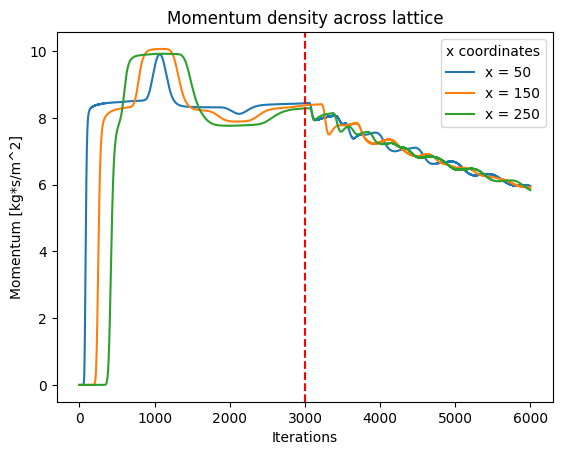 Momentum density across lattice
Momentum [kg*s/m^2]
10
8
6
4
2
0
x coordinates
x = 50
x = 150
x = 250
0 1000 2000 3000 4000 5000 6000
Iterations